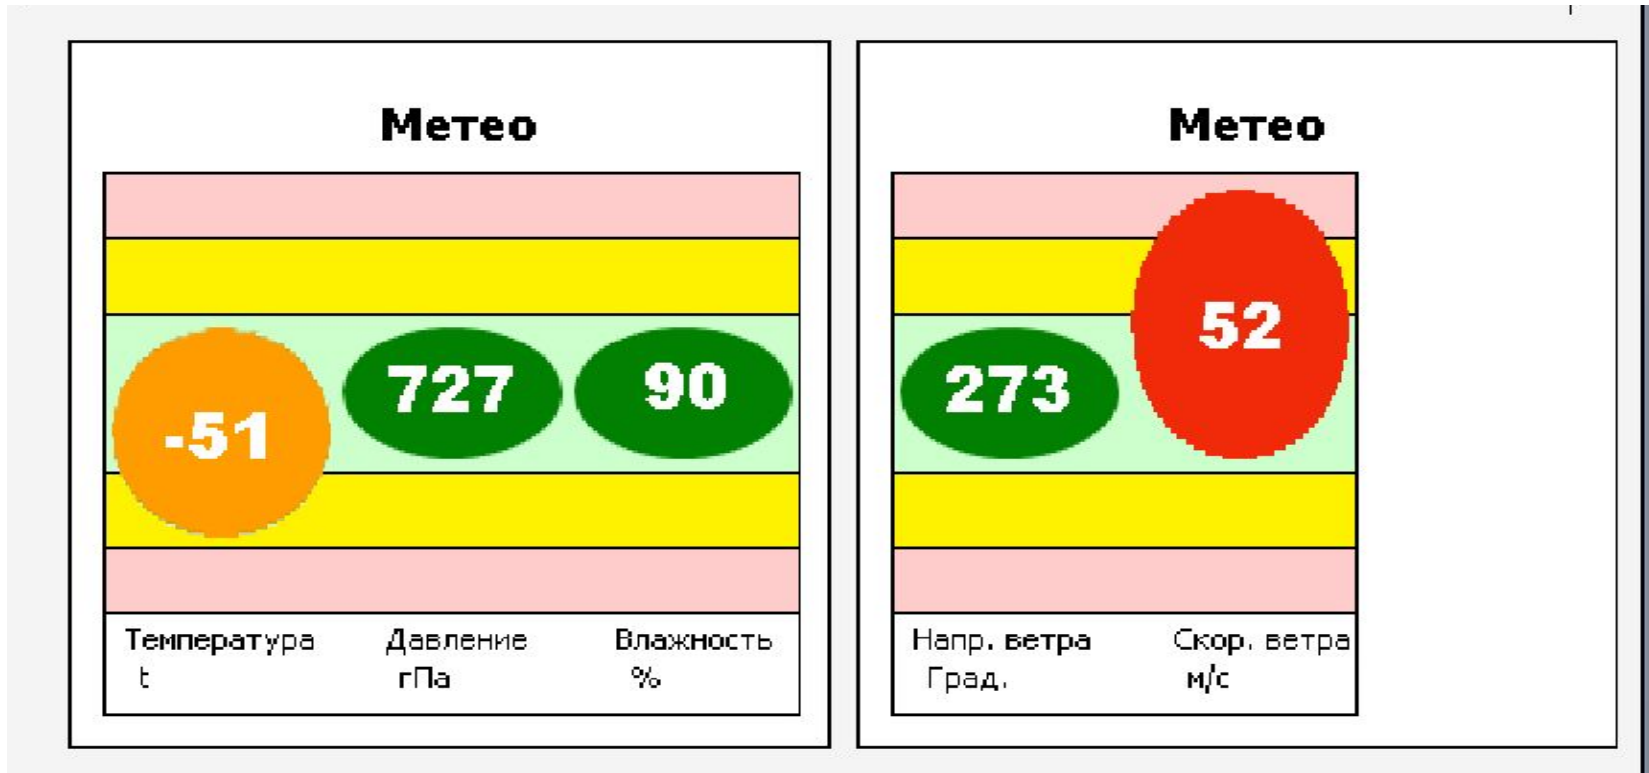 Метео
-51 727 90
Температура Давление Влажность
t гПа %
Метео
273 52
Напр. ветра Скор. ветра
Град. м/с